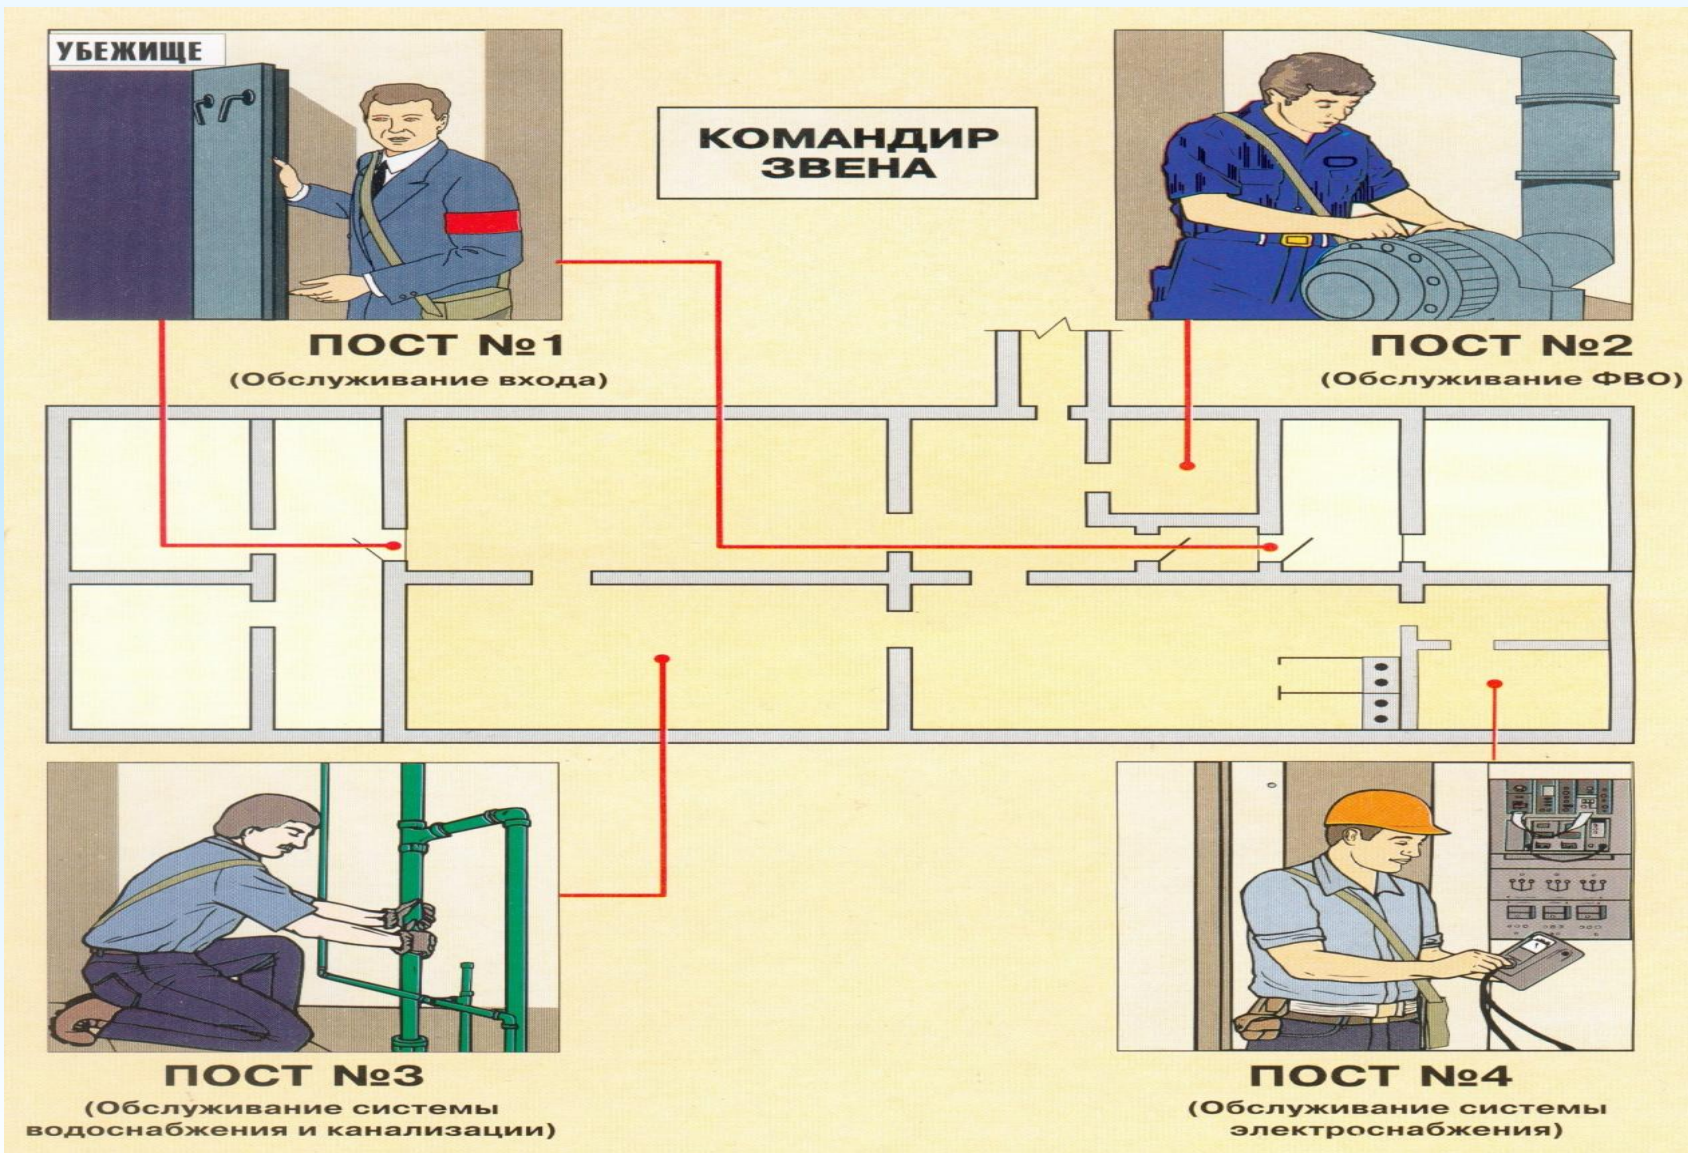 УБЕЖИЩЕ
КОМАНДИР
ЗВЕНА
ПОСТ №1
(Обслуживание входа)
ПОСТ №2
(Обслуживание ФВО)
ПОСТ №3
(Обслуживание системы
водоснабжения и канализации)
ПОСТ №4
(Обслуживание системы
электроснабжения)